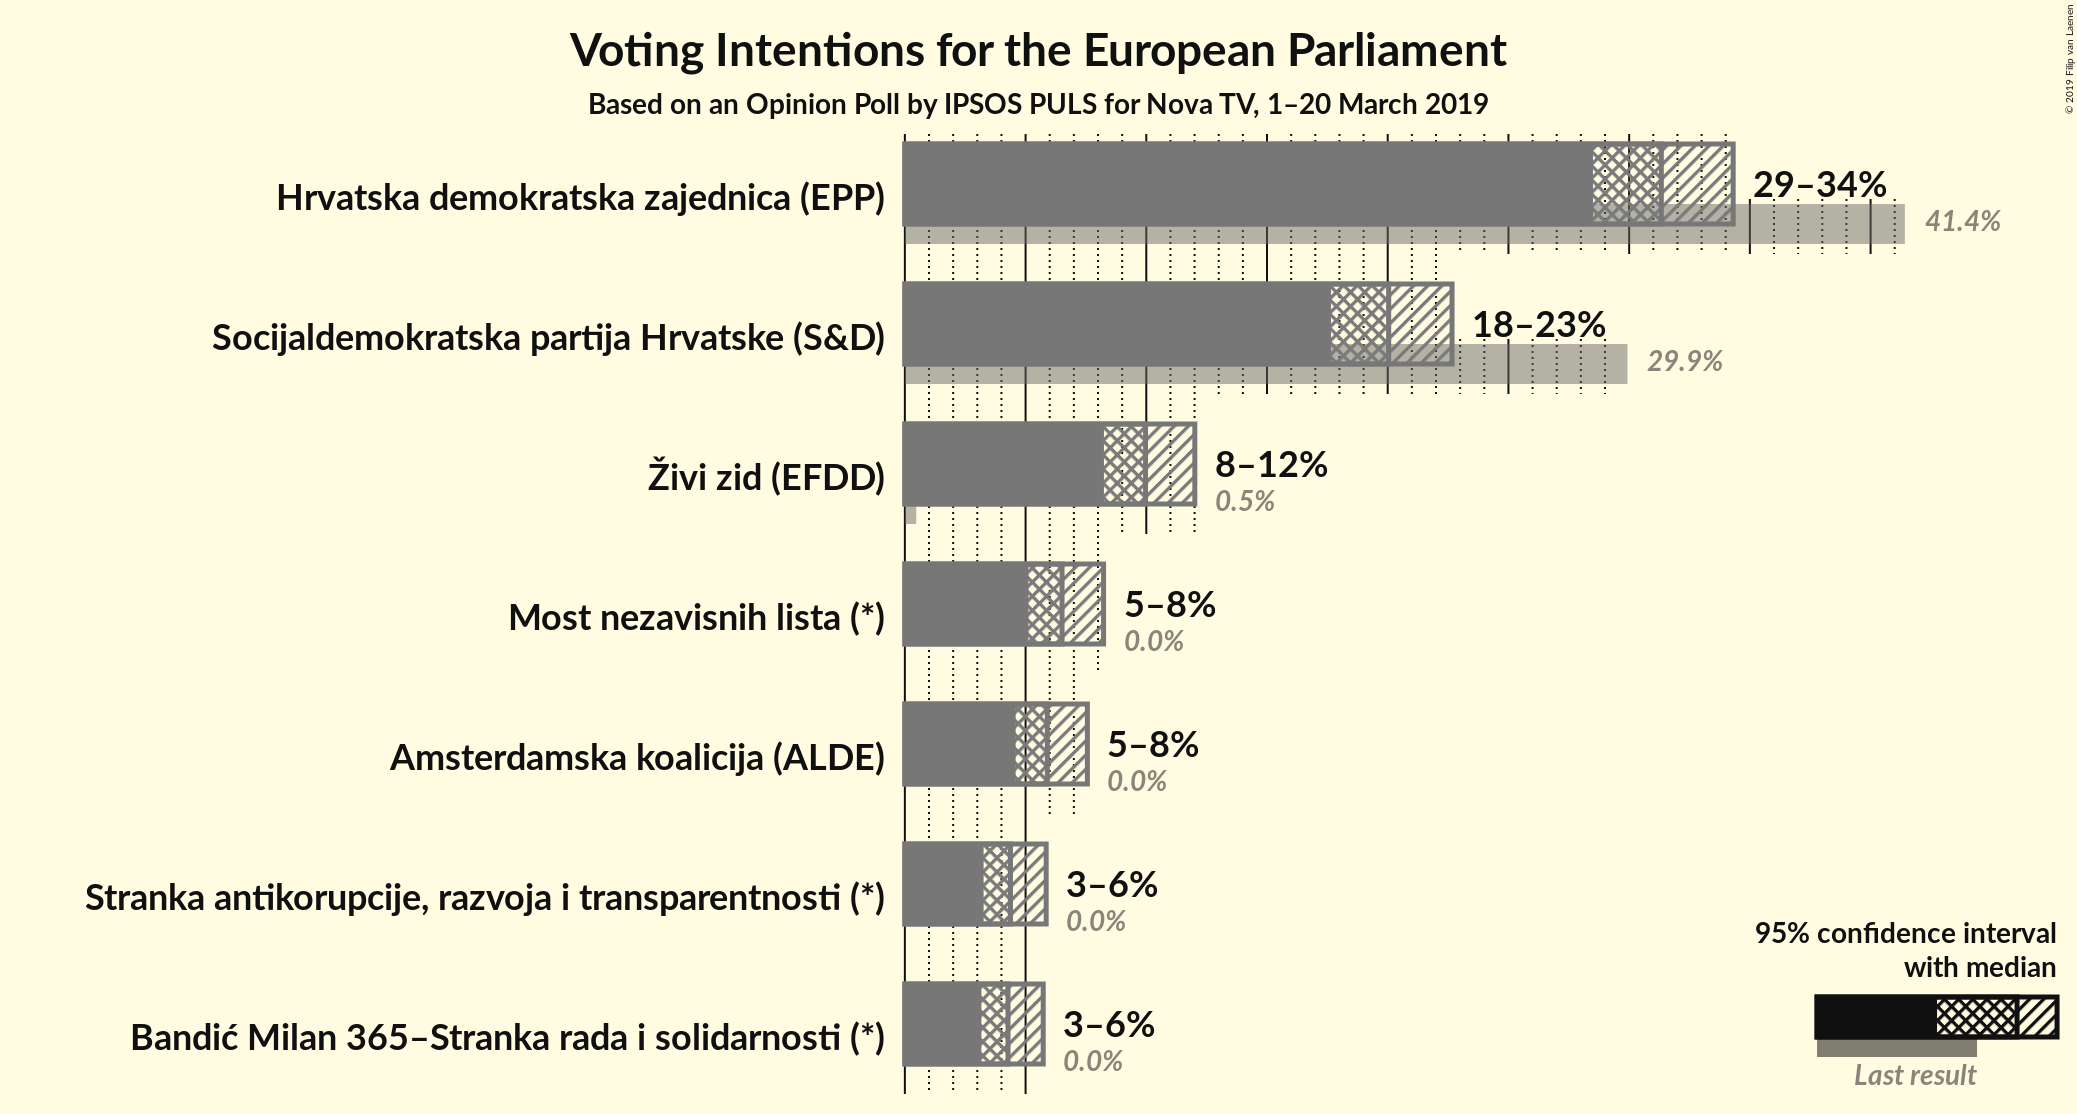 Voting Intentions for the European Parliament
Based on an Opinion Poll by IPSOS PULS for Nova TV, 1–20 March 2019
© 2019 Filip van Laenen
Hrvatska demokratska zajednica (EPP)
29–34%
41.4%
Socijaldemokratska partija Hrvatske (S&D)
18–23%
29.9%
Živi zid (EFDD)
8–12%
0.5%
Most nezavisnih lista (*)
5–8%
0.0%
Amsterdamska koalicija (ALDE)
5–8%
0.0%
Stranka antikorupcije, razvoja i transparentnosti (*)
3–6%
0.0%
Bandić Milan 365–Stranka rada i solidarnosti (*)
3–6%
0.0%
95% confidence interval
with median
Last result